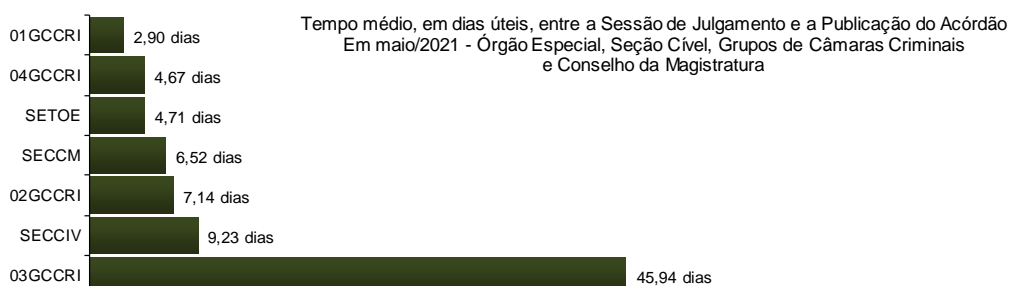 Tempo médio, em dias úteis, entre a Sessão de Julgamento e a Publicação do Acórdão
Em maio/2021 - Órgão Especial, Seção Cível, Grupos de Câmaras Criminais
e Conselho da Magistratura
01GCCRI 2,90 dias
04GCCRI 4,67 dias
SETOE 4,71 dias
SECCM 6,52 dias
02GCCRI 7,14 dias
SECCIV 9,23 dias
03GCCRI 45,94 dias